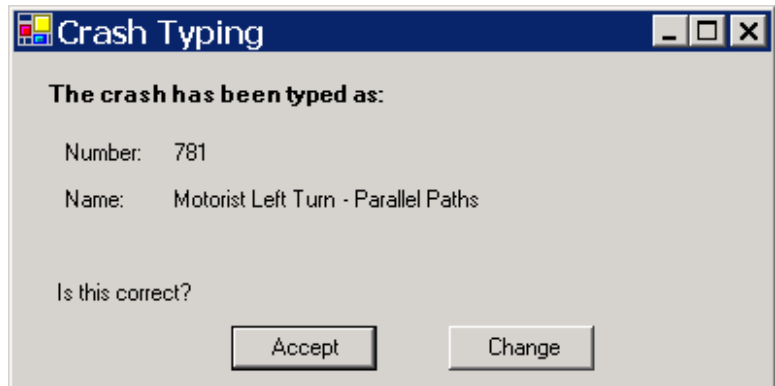 Crash Typing
The crash has been typed as:
Number: 781
Name: Motorist Left Turn - Parallel Paths
Is this correct?
Accept Change